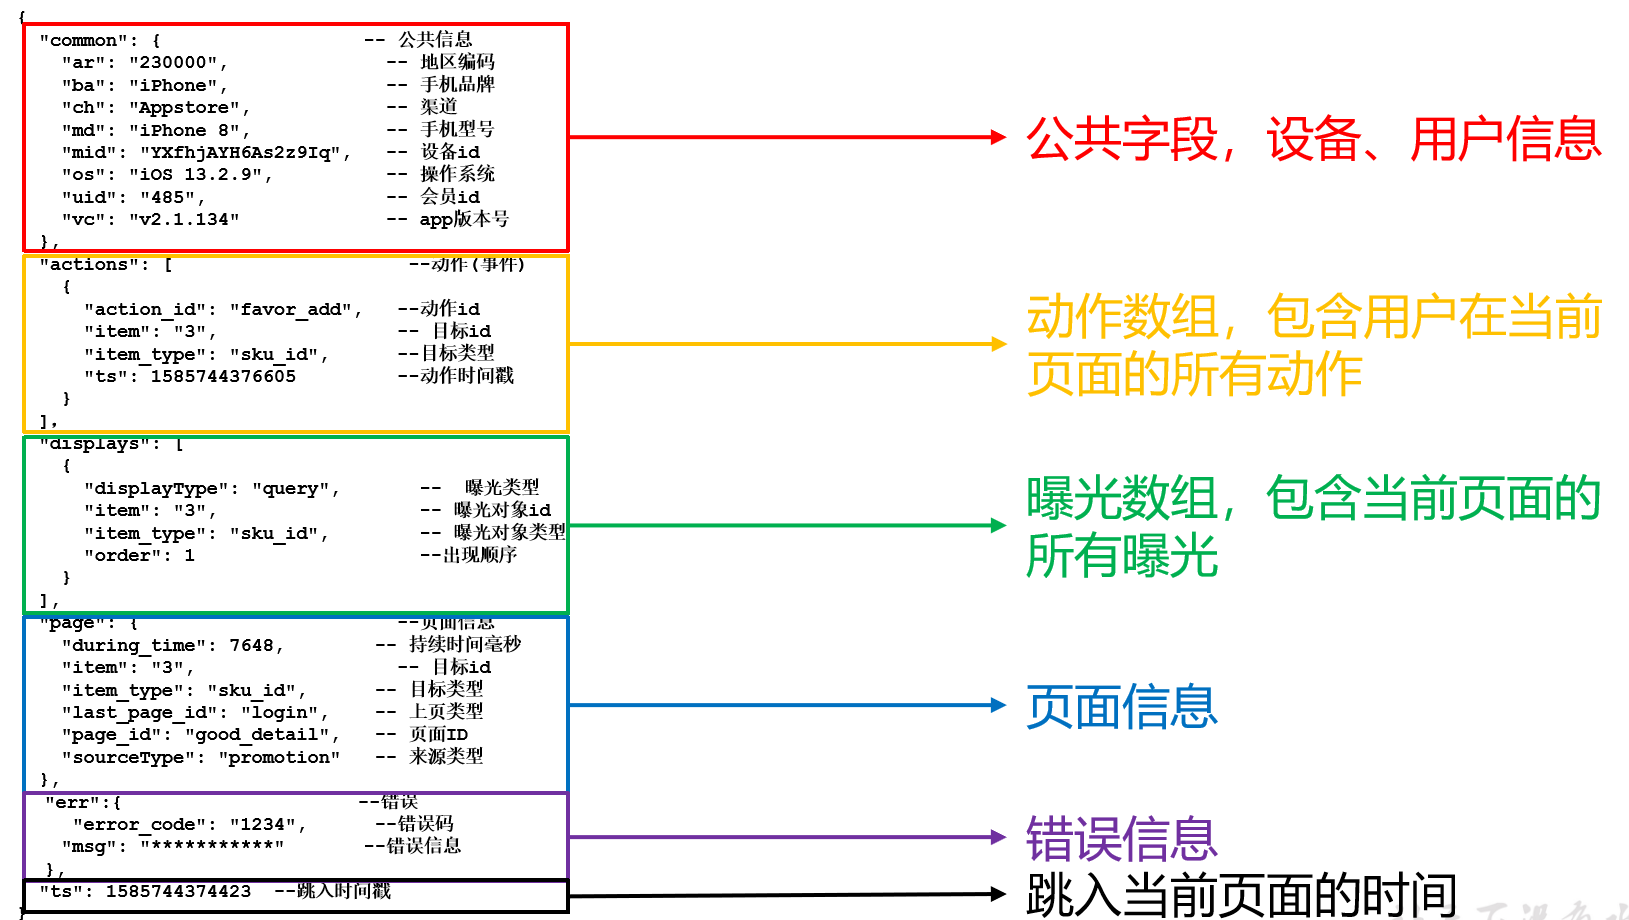 {
"common": {                  -- 公共信息
"ar": "230000",              -- 地区编码
"ba": "iPhone",              -- 手机品牌
"ch": "Appstore",            -- 渠道
"md": "iPhone 8",            -- 手机型号
"mid": "YXfhjAYH6As2z9Iq",   -- 设备id
"os": "iOS 13.2.9",          -- 操作系统
"uid": "485",                -- 会员id
"vc": "v2.1.134"             -- app版本号
},
公共字段，设备、用户信息
"actions": [                     --动作(事件)
{
"action_id": "favor_add",   --动作id
"item": "3",                   -- 目标id
"item_type": "sku_id",      --目标类型
"ts": 1585744376605         --动作时间戳
}
],
动作数组，包含用户在当前
页面的所有动作
"displays": [
{
"displayType": "query",       --  曝光类型
"item": "3",                     -- 曝光对象id
"item_type": "sku_id",        -- 曝光对象类型
"order": 1                    --出现顺序
}
],
曝光数组，包含当前页面的
所有曝光
"page": {                       --页面信息
"during_time": 7648,        -- 持续时间毫秒
"item": "3",                  -- 目标id
"item_type": "sku_id",      -- 目标类型
"last_page_id": "login",    -- 上页类型
"page_id": "good_detail",   -- 页面ID
"sourceType": "promotion"   -- 来源类型
},
页面信息
"err":{                     --错误
"error_code": "1234",      --错误码
"msg": "***********"       --错误信息
},
错误信息
"ts": 1585744374423  --跳入时间戳
}
跳入当前页面的时间